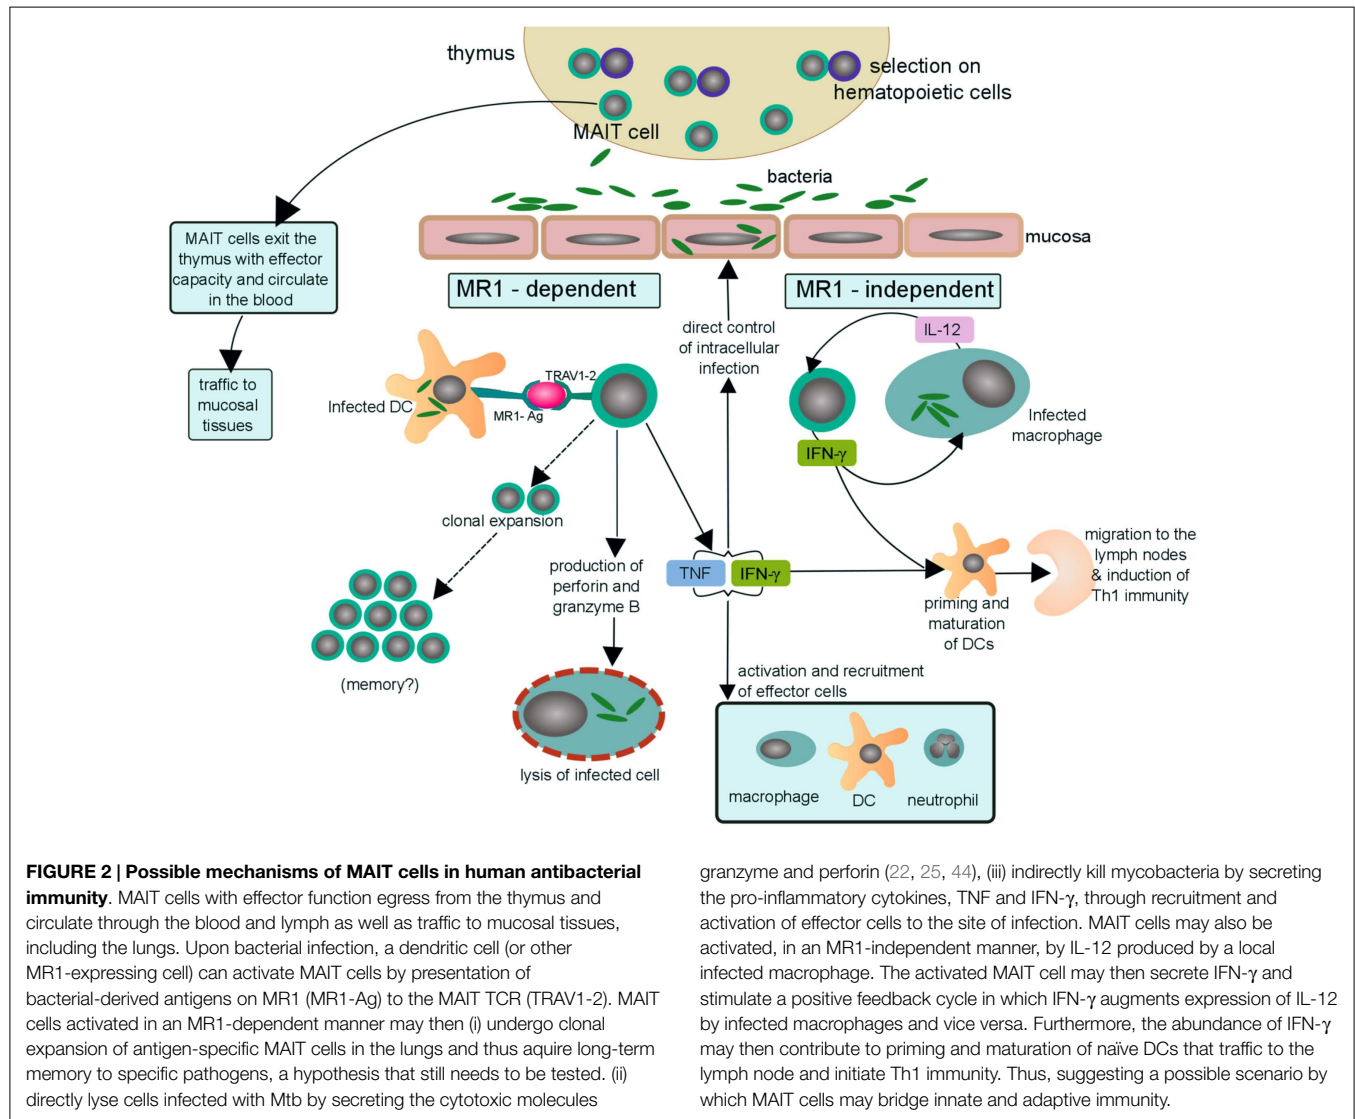 thymus
selection on
hematopoietic cells
MAIT cell
bacteria
mucosa
MAIT cells exit the
thymus with effector
capacity and circulate
in the blood
traffic to
mucosal
tissues
MR1 - dependent
MR1 - independent
direct control
of intracellular
infection
IL-12
TRAV1-2
MR1- Ag
Infected DC
Infected
macrophage
IFN-γ
clonal expansion
(memory?)
production of
perforin and
granzyme B
lysis of infected cell
TNF
IFN-γ
priming and
maturation
of DCs
migration to the
lymph nodes
& induction of
Th1 immunity
activation and recruitment
of effector cells
macrophage
DC
neutrophil
FIGURE 2 | Possible mechanisms of MAIT cells in human antibacterial
immunity. MAIT cells with effector function egress from the thymus and
circulate through the blood and lymph as well as traffic to mucosal tissues,
including the lungs. Upon bacterial infection, a dendritic cell (or other
MR1-expressing cell) can activate MAIT cells by presentation of
bacterial-derived antigens on MR1 (MR1-Ag) to the MAIT TCR (TRAV1-2). MAIT
cells activated in an MR1-dependent manner may then (i) undergo clonal
expansion of antigen-specific MAIT cells in the lungs and thus aquire long-term
memory to specific pathogens, a hypothesis that still needs to be tested. (ii)
directly lyse cells infected with Mtb by secreting the cytotoxic molecules
granzyme and perforin (22, 25, 44), (iii) indirectly kill mycobacteria by secreting
the pro-inflammatory cytokines, TNF and IFN-γ, through recruitment and
activation of effector cells to the site of infection. MAIT cells may also be
activated, in an MR1-independent manner, by IL-12 produced by a local
infected macrophage. The activated MAIT cell may then secrete IFN-γ and
stimulate a positive feedback cycle in which IFN-γ augments expression of IL-12
by infected macrophages and vice versa. Furthermore, the abundance of IFN-γ
may then contribute to priming and maturation of naïve DCs that traffic to the
lymph node and initiate Th1 immunity. Thus, suggesting a possible scenario by
which MAIT cells may bridge innate and adaptive immunity.